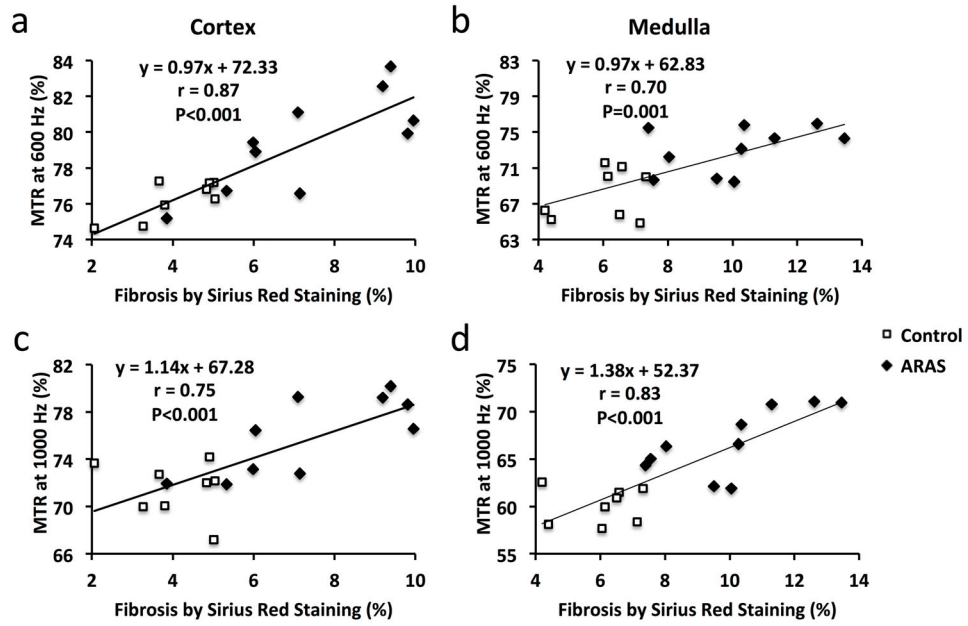 a
Cortex
y = 0.97x + 72.33
r = 0.87
P<0.001
MTR at 600 Hz (%)
84
82
80
78
76
74
2 4 6 8 10
Fibrosis by Sirius Red Staining (%)
b
Medulla
y = 0.97x + 62.83
r = 0.70
P=0.001
MTR at 600 Hz (%)
83
79
75
71
67
63
4 6 8 10 12 14
Fibrosis by Sirius Red Staining (%)
c
y = 1.14x + 67.28
r = 0.75
P<0.001
MTR at 1000 Hz (%)
82
78
74
70
66
2 4 6 8 10
Fibrosis by Sirius Red Staining (%)
d
y = 1.38x + 52.37
r = 0.83
P<0.001
MTR at 1000 Hz (%)
75
70
65
60
55
4 6 8 10 12 14
Fibrosis by Sirius Red Staining (%)
Control
ARAS